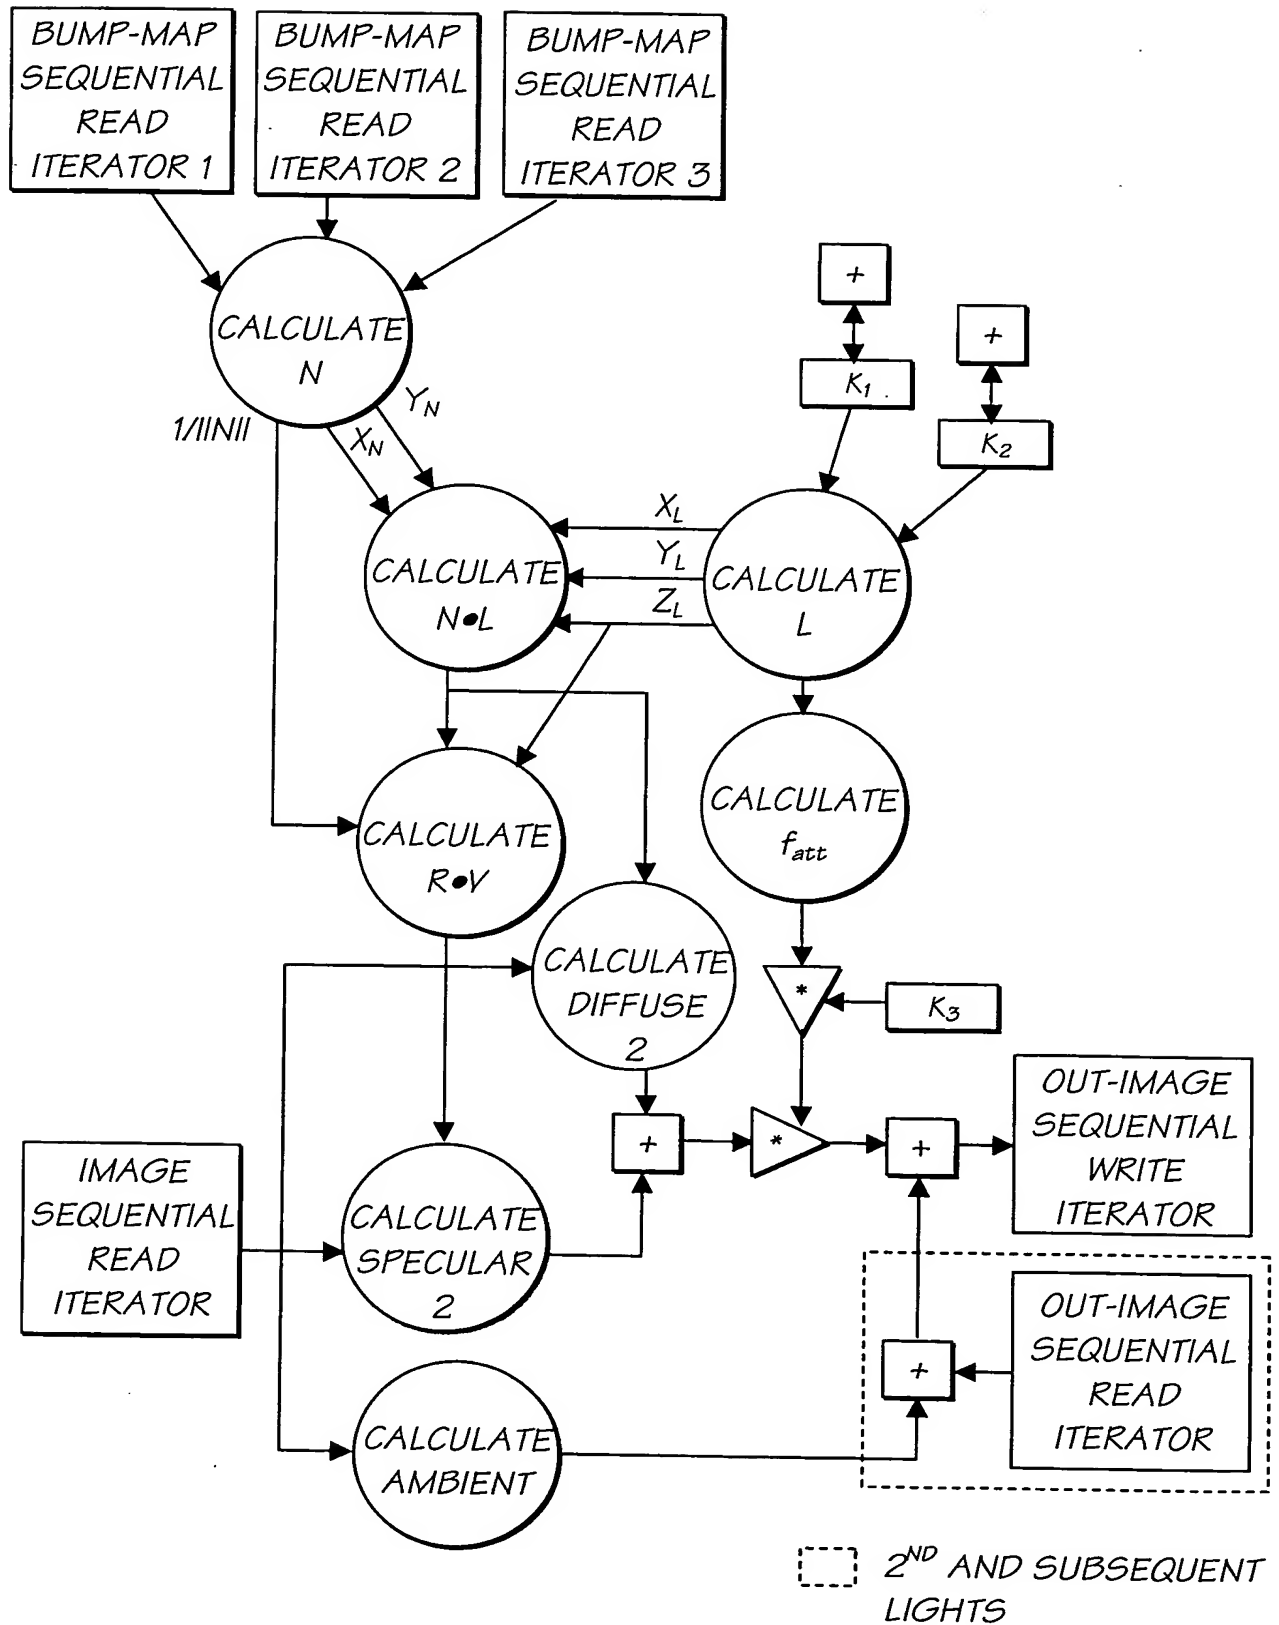 BUMP-MAP
SEQUENTIAL
READ
ITERATOR 1
BUMP-MAP
SEQUENTIAL
READ
ITERATOR 2
BUMP-MAP
SEQUENTIAL
READ
ITERATOR 3
CALCULATE
N
+
+
K1
K2
1/||N||
XN
YN
CALCULATE
N•L
XL
YL
ZL
CALCULATE
L
CALCULATE
R•V
CALCULATE
fatt
CALCULATE
DIFFUSE
2
*
K3
IMAGE
SEQUENTIAL
READ
ITERATOR
CALCULATE
SPECULAR
2
+
*
+
OUT-IMAGE
SEQUENTIAL
WRITE
ITERATOR
CALCULATE
AMBIENT
+
OUT-IMAGE
SEQUENTIAL
READ
ITERATOR
2ND AND SUBSEQUENT
LIGHTS